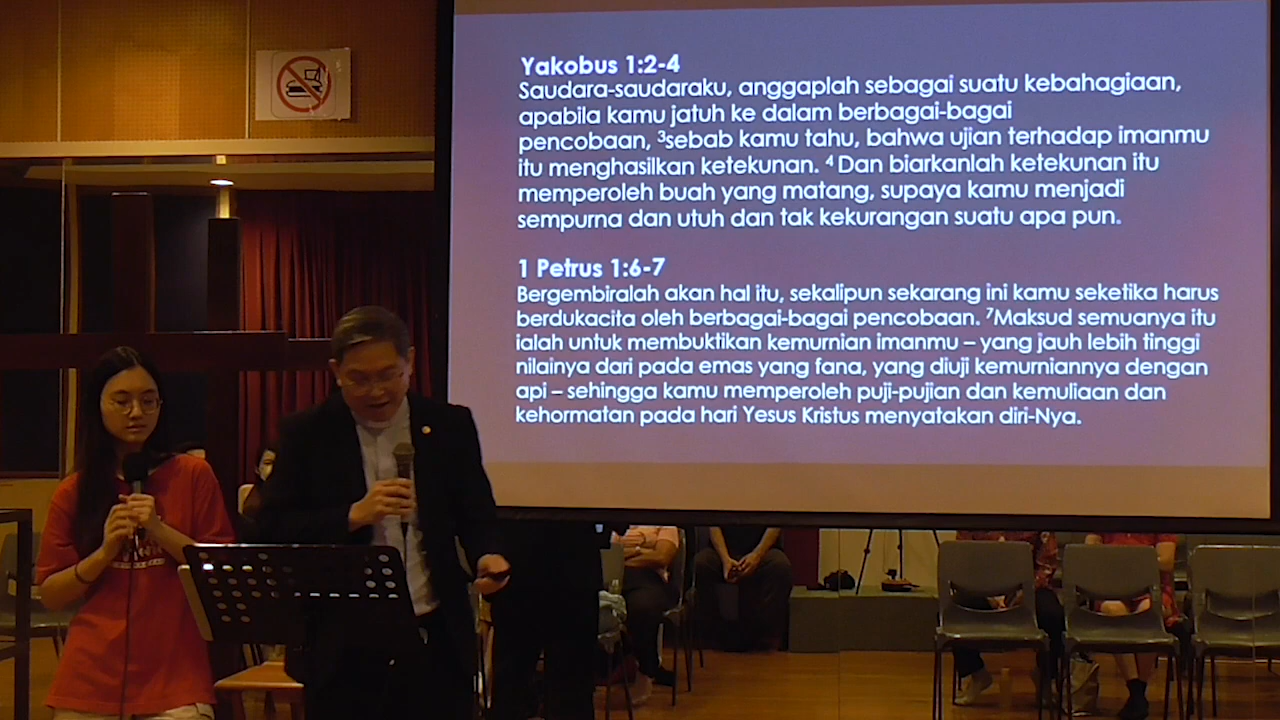 Yakobus 1:2-4
Saudara-saudaraku, anggaplah sebagai suatu kebahagiaan,
apabila kamu jatuh ke dalam berbagai-bagai
pencobaan, ³sebab kamu tahu, bahwa ujian terhadap imanmu
itu menghasilkan ketekunan. ⁴ Dan biarkanlah ketekunan itu
memperoleh buah yang matang, supaya kamu menjadi
sempurna dan utuh dan tak kekurangan suatu apa pun.
1 Petrus 1:6-7
Bergembiralah akan hal itu, sekalipun sekarang ini kamu seketika harus
berdukacita oleh berbagai-bagai pencobaan. ⁷Maksud semuanya itu
ialah untuk membuktikan kemurnian imanmu – yang jauh lebih tinggi
nilainya dari pada emas yang fana, yang diuji kemurniannya dengan
api – sehingga kamu memperoleh puji-pujian dan kemuliaan dan
kehormatan pada hari Yesus Kristus menyatakan diri-Nya.